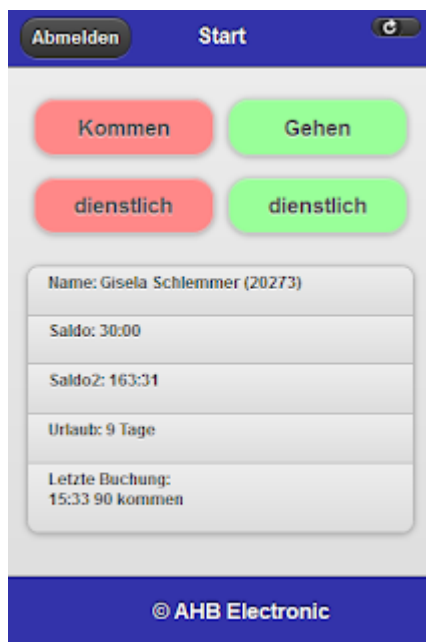 Abmelden Start
Kommen Gehen
dienstlich dienstlich
Name: Gisela Schlemmer (20273)
Saldo: 30:00
Saldo2: 163:31
Urlaub: 9 Tage
Letzte Buchung:
15:33 90 kommen
© AHB Electronic